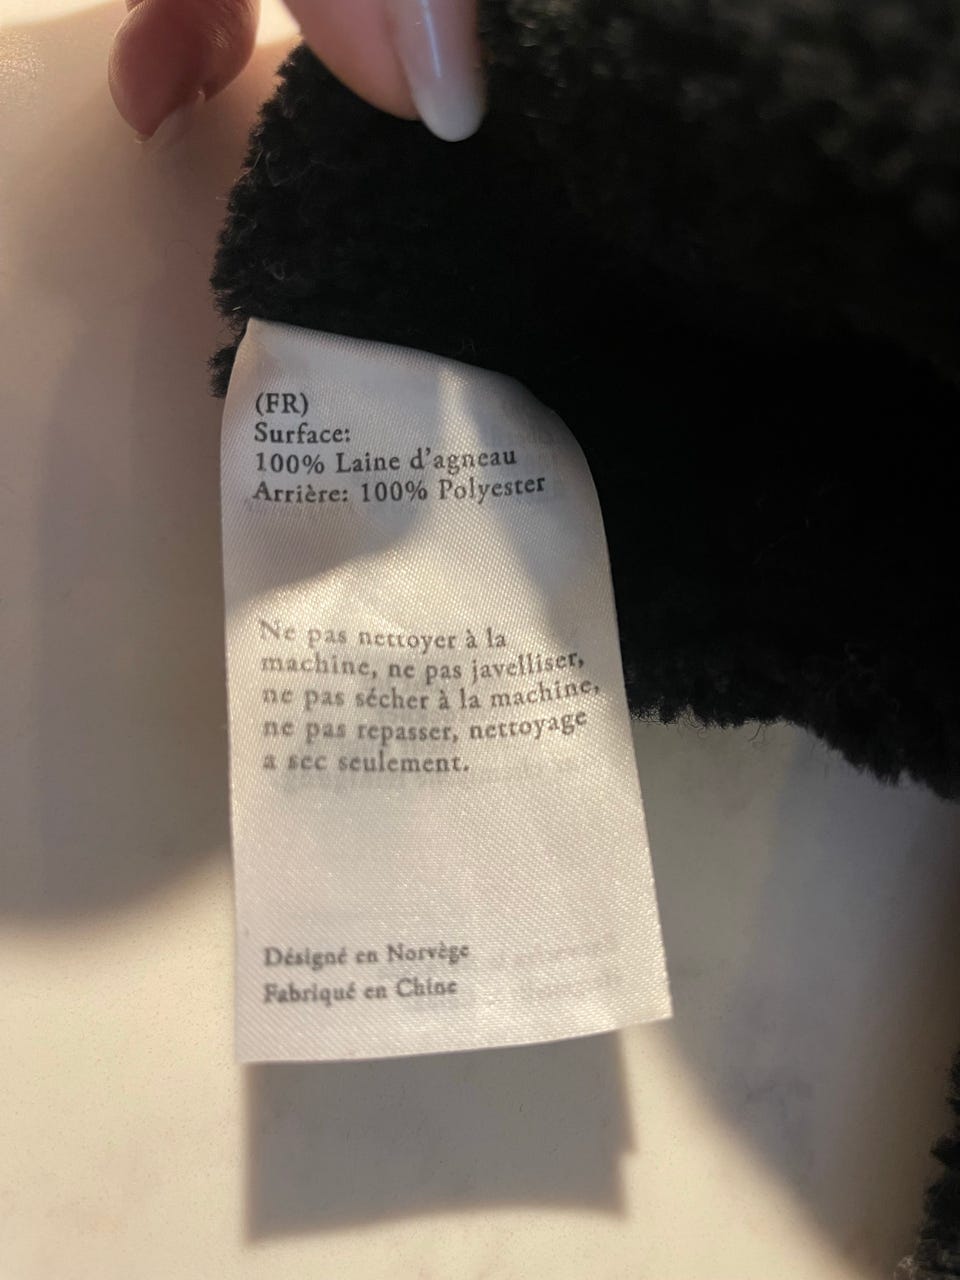 (FR)
Surface:
100% Laine d'agneau
Arrière: 100% Polyester
Ne pas nettoyer à la
machine, ne pas javelliser,
ne pas sécher à la machine,
ne pas repasser, nettoyage
a sec seulement.
Désigné en Norvège
Fabriqué en Chine